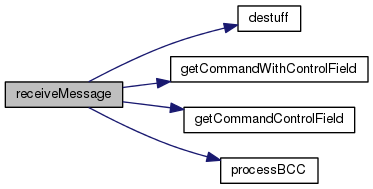 destuff
getCommandWithControlField
receiveMessage
getCommandControlField
processBCC